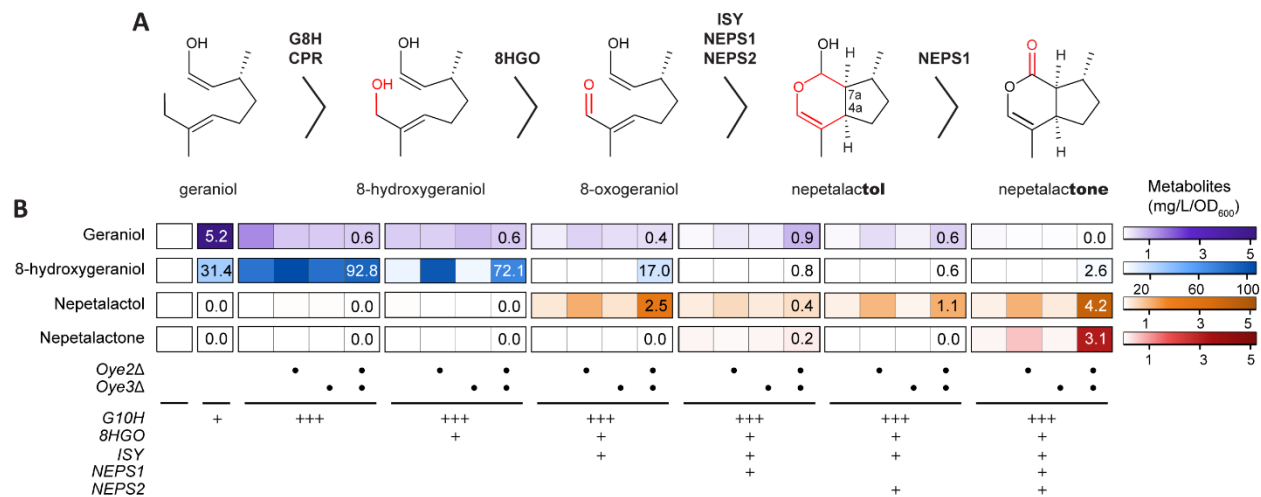 A
OH
G8H
CPR
OH
OH
8HGO
OH
O
ISY
NEPS1
NEPS2
OH
H
O
7a
4a
H
NEPS1
O
H
O
H
geraniol
8-hydroxygeraniol
8-oxogeraniol
nepetalactol
nepetalactone
Metabolites
(mg/L/OD600)
B
Geraniol 5.2 0.6 0.6 0.4 0.9 0.6 0.0
1 3 5
8-hydroxygeraniol 31.4 92.8 72.1 17.0 0.8 0.6 2.6
20 60 100
Nepetalactol 0.0 0.0 0.0 2.5 0.4 1.1 4.2
1 3 5
Nepetalactone 0.0 0.0 0.0 0.0 0.2 0.0 3.1
1 3 5
Oye2Δ • • • • • • • • • • • •
Oye3Δ • • • • • • • • • • • •
G10H + +++ +++ +++ +++ +++ +++
8HGO + + + + +
ISY + + + +
NEPS1 + +
NEPS2 + +